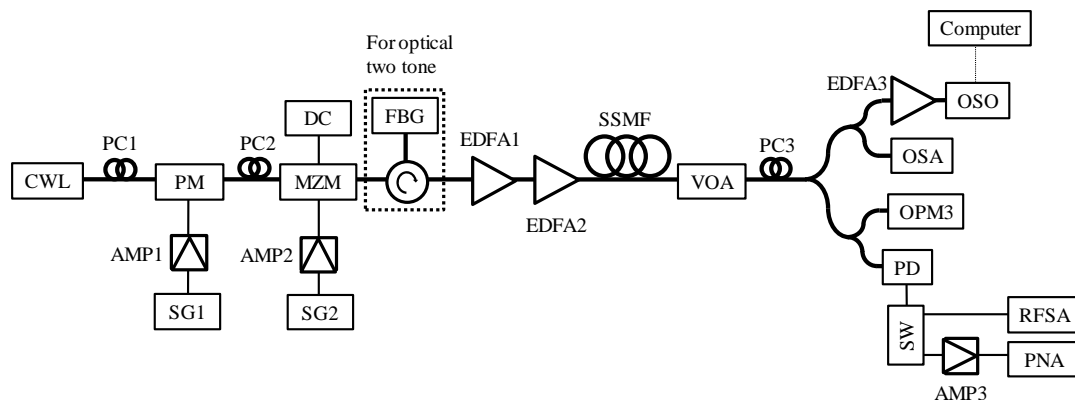 Computer
For optical
two tone
EDFA3
OSO
DC
FBG
EDFA1
SSMF
PC1
PC2
PC3
OSA
CWL
PM
MZM
VOA
EDFA2
OPM3
AMP1
AMP2
PD
SG1
SG2
SW
RFSA
PNA
AMP3